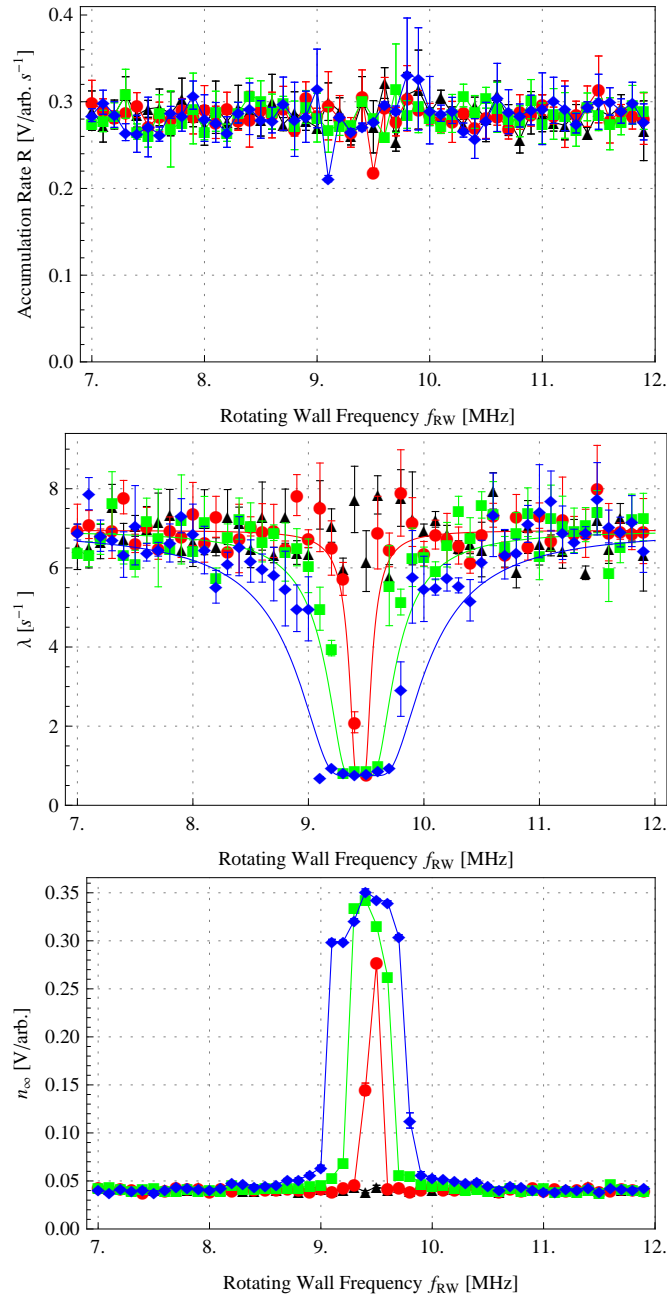 0.4
0.3
0.2
0.1
0.0
Accumulation Rate R [V/arb. s⁻¹]
7. 8. 9. 10. 11. 12.
Rotating Wall Frequency f_RW [MHz]
8
6
4
2
0
λ [s⁻¹]
7. 8. 9. 10. 11. 12.
Rotating Wall Frequency f_RW [MHz]
0.35
0.30
0.25
0.20
0.15
0.10
0.05
0.00
n_∞ [V/arb.]
7. 8. 9. 10. 11. 12.
Rotating Wall Frequency f_RW [MHz]